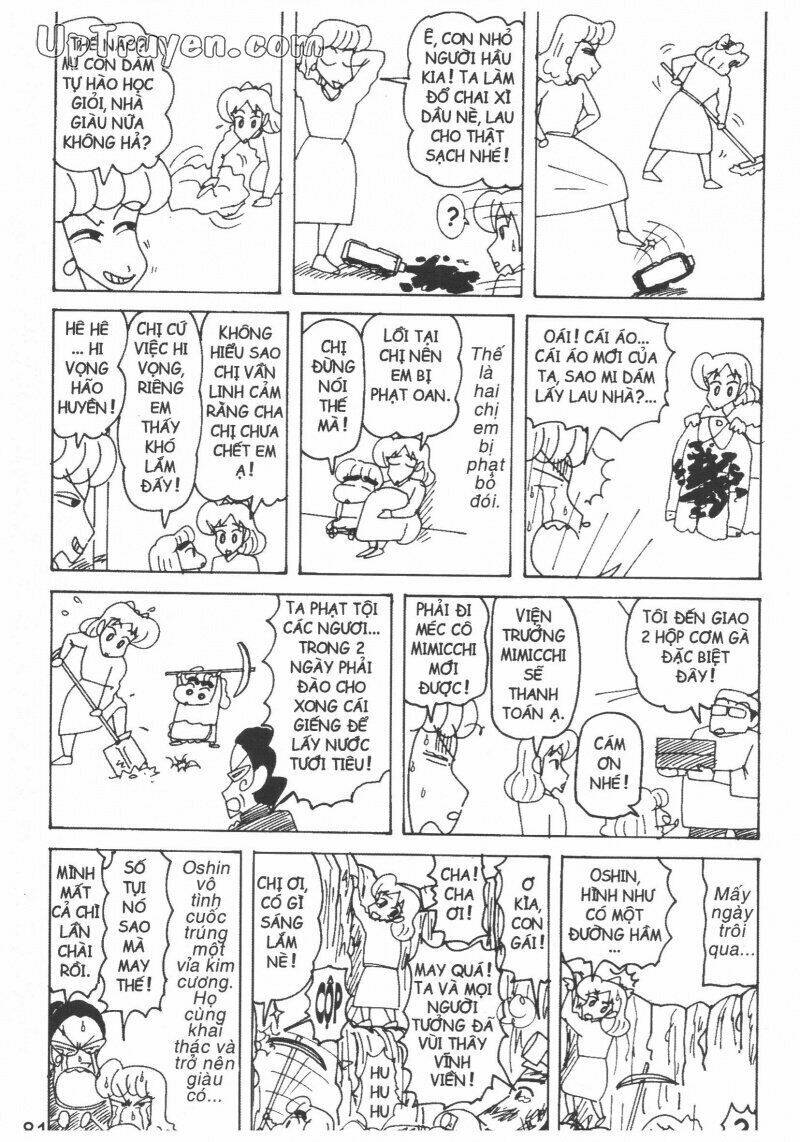 UpTruyen.com
Ê, CON NHỎ
NGƯỜI HẦU
KIA! TA LÀM
ĐỔ CHAI XÌ
DẦU NÈ, LAU
CHO THẬT
SẠCH NHÉ!
?
THẾ NÀO?
MI CÒN DÁM
TỰ HÀO HỌC
GIỎI, NHÀ
GIÀU NỮA
KHÔNG HẢ?
OÁI! CÁI ÁO...
CÁI ÁO MỚI CỦA
TA, SAO MI DÁM
LẤY LAU NHÀ?...
Thế
là
hai
chị
em
bị
phạt
bỏ
đói.
LỖI TẠI
CHỊ NÊN
EM BỊ
PHẠT OAN.
CHỊ
ĐỪNG
NÓI
THẾ
MÀ!
KHÔNG
HIỂU SAO
CHỊ VẪN
LINH CẢM
RẰNG CHA
CHỊ CHƯA
CHẾT EM
Ạ!
CHỊ CỨ
VIỆC HI
VỌNG,
RIÊNG
EM
THẤY
KHÓ
LẮM
ĐẤY!
HÊ HÊ
... HI
VỌNG
HÃO
HUYỀN!
TÔI ĐẾN GIAO
2 HỘP CƠM GÀ
ĐẶC BIỆT
ĐÂY!
CÁM
ƠN
NHÉ!
VIỆN
TRƯỞNG
MIMICCHI
SẼ
THANH
TOÁN Ạ.
PHẢI ĐI
MÉC CÔ
MIMICCHI
MỚI
ĐƯỢC!
TA PHẠT TỘI
CÁC NGƯƠI...
TRONG 2
NGÀY PHẢI
ĐÀO CHO
XONG CÁI
GIẾNG ĐỂ
LẤY NƯỚC
TƯỚI TIÊU!
Mấy
ngày
trôi
qua...
OSHIN,
HÌNH NHƯ
CÓ MỘT
ĐƯỜNG HẦM
...
?
Ơ
KÌA,
CON
GÁI!
CHA!
CHA
ƠI!
MAY QUÁ!
TA VÀ MỌI
NGƯỜI
TƯỞNG ĐÃ
VÙI THÂY
VĨNH
VIỄN!
HU
HU
HU
CHỊ ƠI,
CÓ GÌ
SÁNG
LẮM
NÈ!
CỘP
Oshin
vô
tình
cuốc
trúng
một
vỉa kim
cương. Họ
cùng
khai
thác và
trở nên
giàu
có...
SỐ
TỤI
NÓ
SAO
MÀ
MAY
THẾ!
MÌNH
MẤT
CẢ CHÌ
LẪN
CHÀI
RỒI.
81